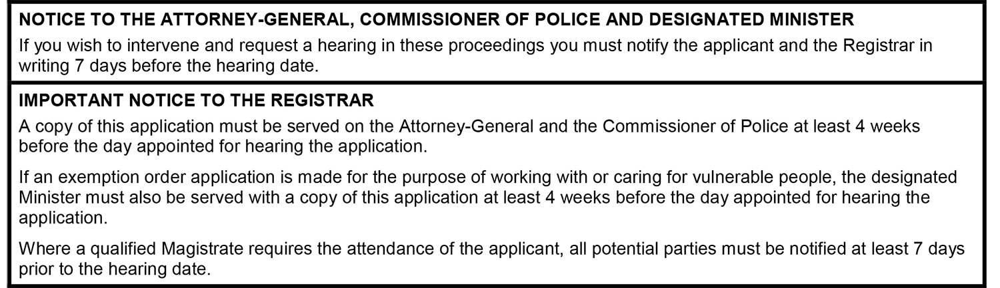 NOTICE TO THE ATTORNEY-GENERAL, COMMISSIONER OF POLICE AND DESIGNATED MINISTER
If you wish to intervene and request a hearing in these proceedings you must notify the applicant and the Registrar in
writing 7 days before the hearing date.
IMPORTANT NOTICE TO THE REGISTRAR
A copy of this application must be served on the Attorney-General and the Commissioner of Police at least 4 weeks
before the day appointed for hearing the application.
If an exemption order application is made for the purpose of working with or caring for vulnerable people, the designated
Minister must also be served with a copy of this application at least 4 weeks before the day appointed for hearing the
application.
Where a qualified Magistrate requires the attendance of the applicant, all potential parties must be notified at least 7 days
prior to the hearing date.